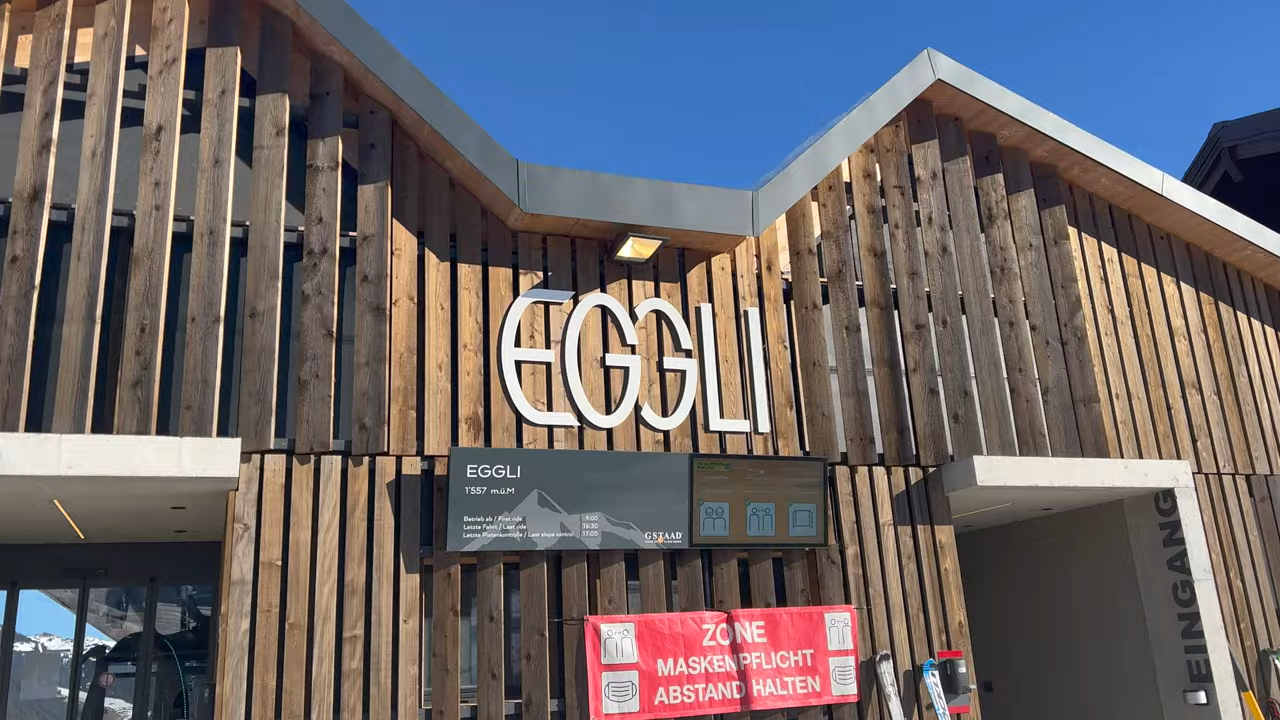 EGGLI
EGGLI
1'557 m.ü.M
Betrieb ab / First ride 9:00
Letzte Fahrt / Last ride 16:30
Letzte Pistenkontrolle / Last slope control 17:00
GSTAAD
EINGANG
ZONE
MASKENPFLICHT
ABSTAND HALTEN